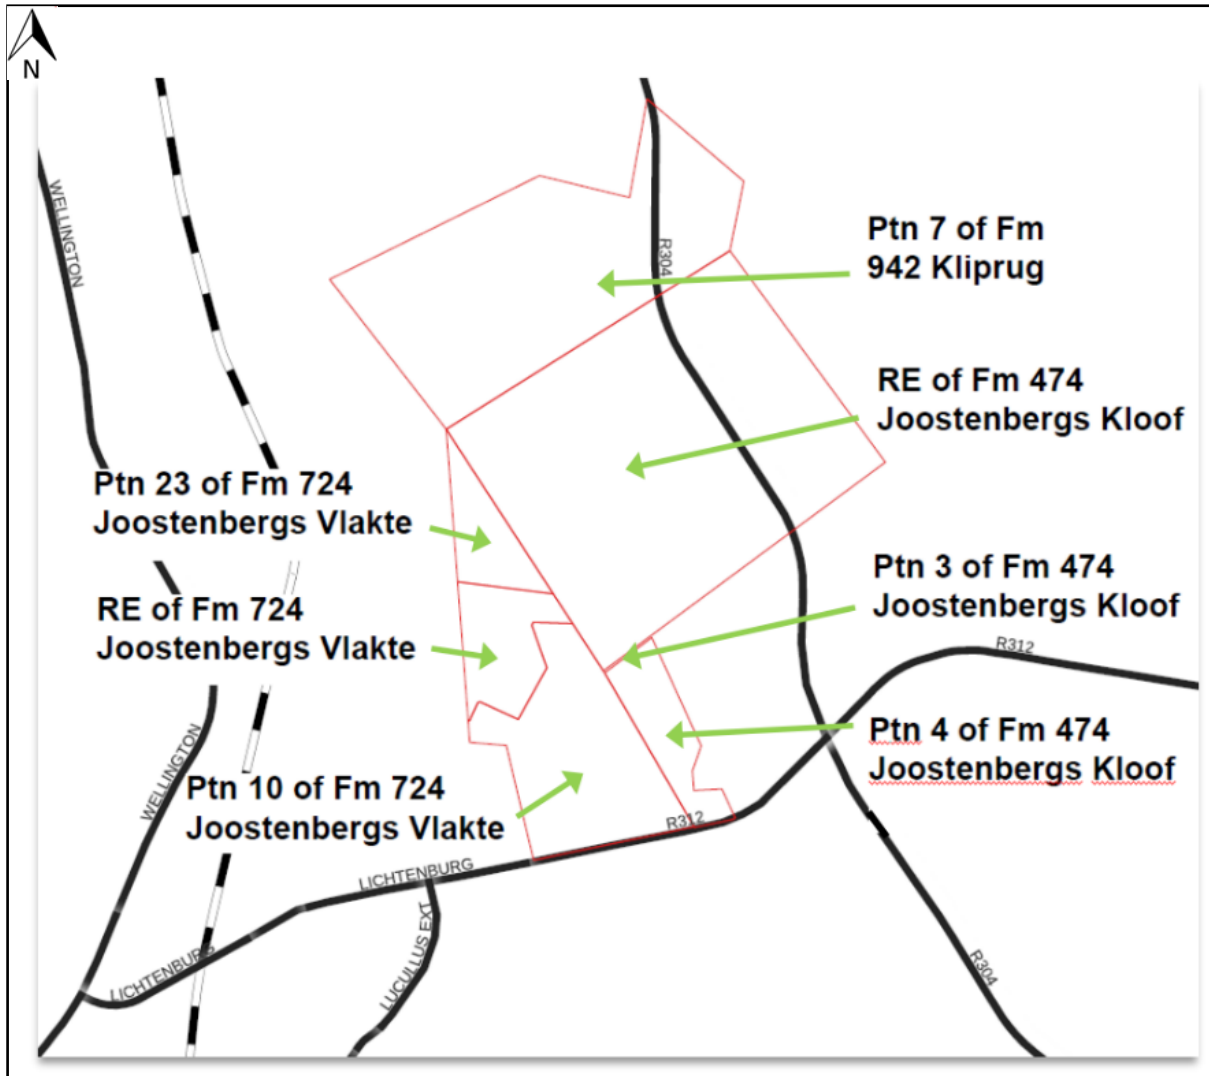 N
WELLINGTON
R304
Ptn 7 of Fm
942 Kliprug
RE of Fm 474
Joostenbergs Kloof
Ptn 23 of Fm 724
Joostenbergs Vlakte
Ptn 3 of Fm 474
Joostenbergs Kloof
RE of Fm 724
Joostenbergs Vlakte
R312
Ptn 4 of Fm 474
Joostenbergs Kloof
WELLINGTON
Ptn 10 of Fm 724
Joostenbergs Vlakte
R312
LICHTENBURG
LUCULLUS EXT
LICHTENBURG
R304